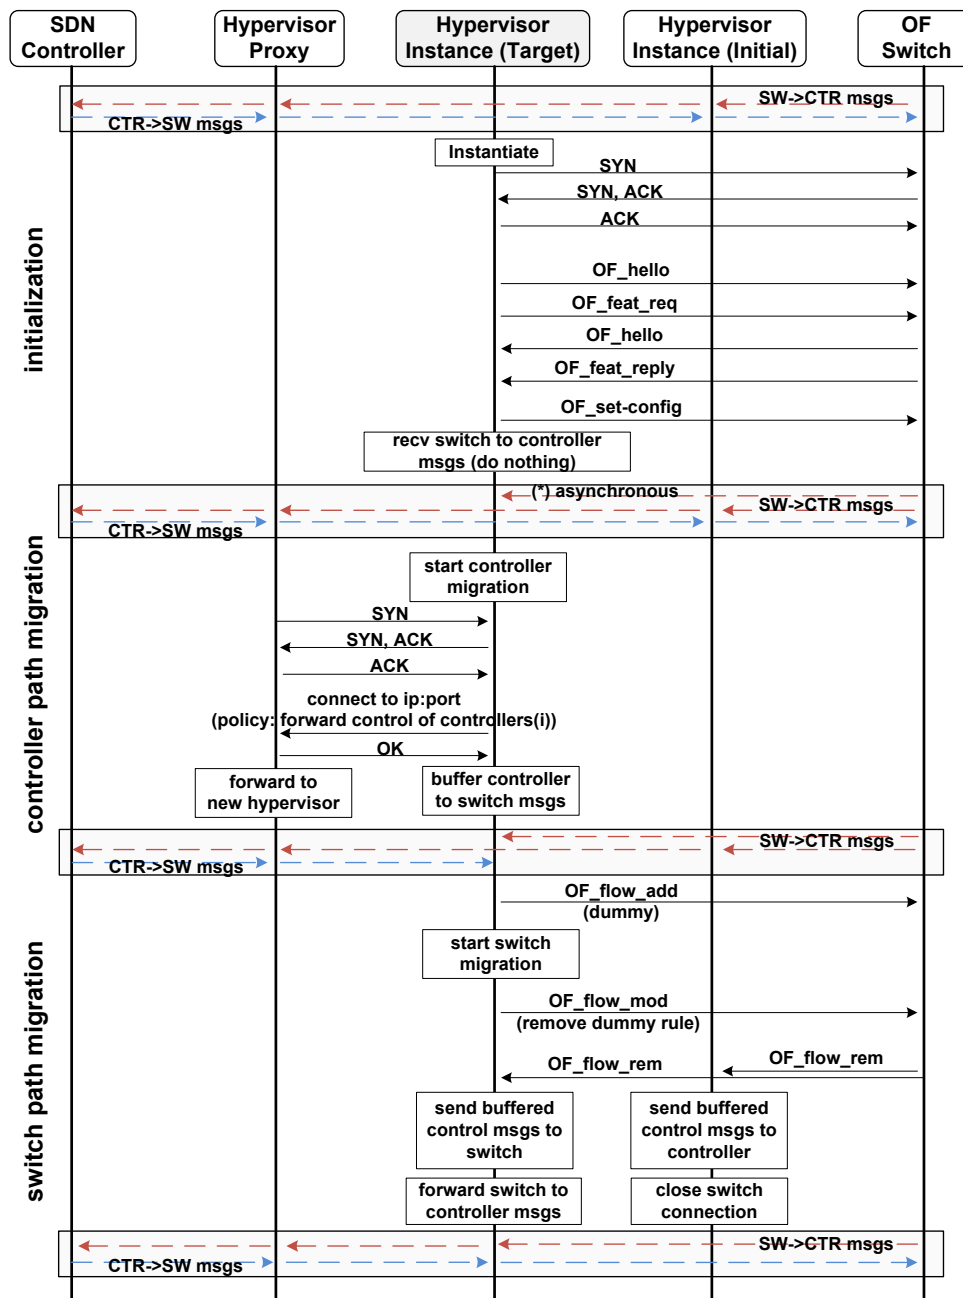 SDN
Controller
Hypervisor
Proxy
Hypervisor
Instance (Target)
Hypervisor
Instance (Initial)
OF
Switch
SW->CTR msgs
CTR->SW msgs
initialization
Instantiate
SYN
SYN, ACK
ACK
OF_hello
OF_feat_req
OF_hello
OF_feat_reply
OF_set-config
recv switch to controller
msgs (do nothing)
(*) asynchronous
SW->CTR msgs
CTR->SW msgs
controller path migration
start controller
migration
SYN
SYN, ACK
ACK
connect to ip:port
(policy: forward control of controllers(i))
OK
forward to
new hypervisor
buffer controller
to switch msgs
SW->CTR msgs
CTR->SW msgs
switch path migration
OF_flow_add
(dummy)
start switch
migration
OF_flow_mod
(remove dummy rule)
OF_flow_rem
OF_flow_rem
send buffered
control msgs to
switch
send buffered
control msgs to
controller
forward switch to
controller msgs
close switch
connection
SW->CTR msgs
CTR->SW msgs